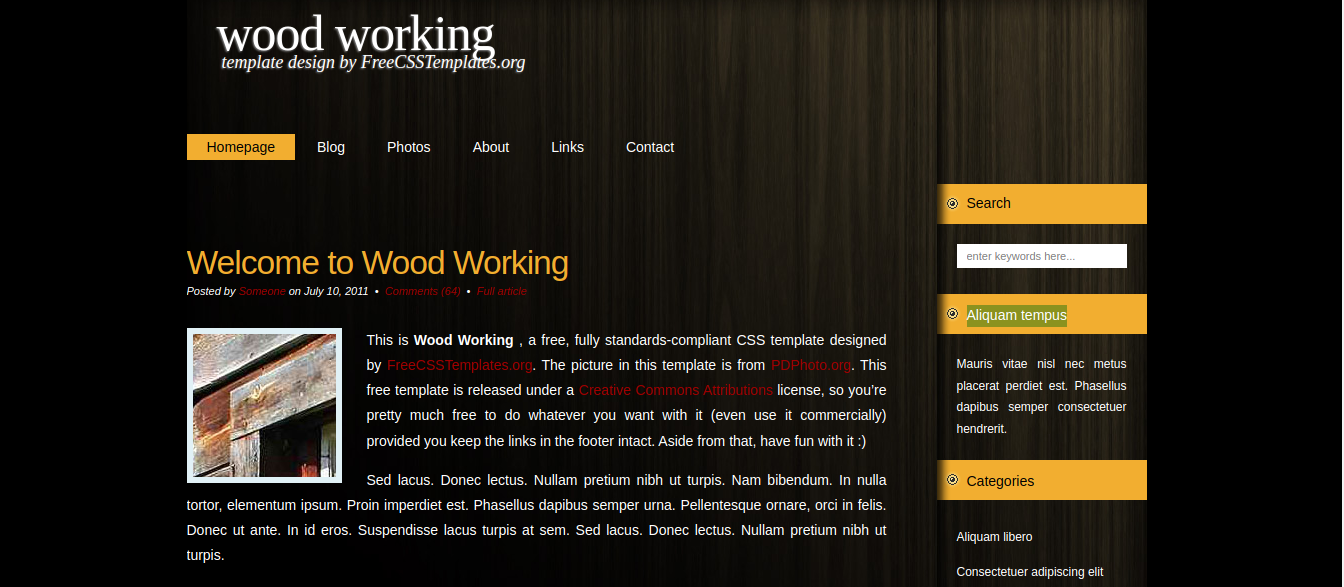 wood working
template design by FreeCSSTemplates.org
Homepage Blog Photos About Links Contact
Welcome to Wood Working
Posted by Someone on July 10, 2011 • Comments (64) • Full article
This is Wood Working , a free, fully standards-compliant CSS template designed
by FreeCSSTemplates.org. The picture in this template is from PDPhoto.org. This
free template is released under a Creative Commons Attributions license, so you're
pretty much free to do whatever you want with it (even use it commercially)
provided you keep the links in the footer intact. Aside from that, have fun with it :)
Sed lacus. Donec lectus. Nullam pretium nibh ut turpis. Nam bibendum. In nulla
tortor, elementum ipsum. Proin imperdiet est. Phasellus dapibus semper urna. Pellentesque ornare, orci in felis.
Donec ut ante. In id eros. Suspendisse lacus turpis at sem. Sed lacus. Donec lectus. Nullam pretium nibh ut
turpis.
Search
enter keywords here...
Aliquam tempus
Mauris vitae nisl nec metus
placerat perdiet est. Phasellus
dapibus semper consectetuer
hendrerit.
Categories
Aliquam libero
Consectetuer adipiscing elit